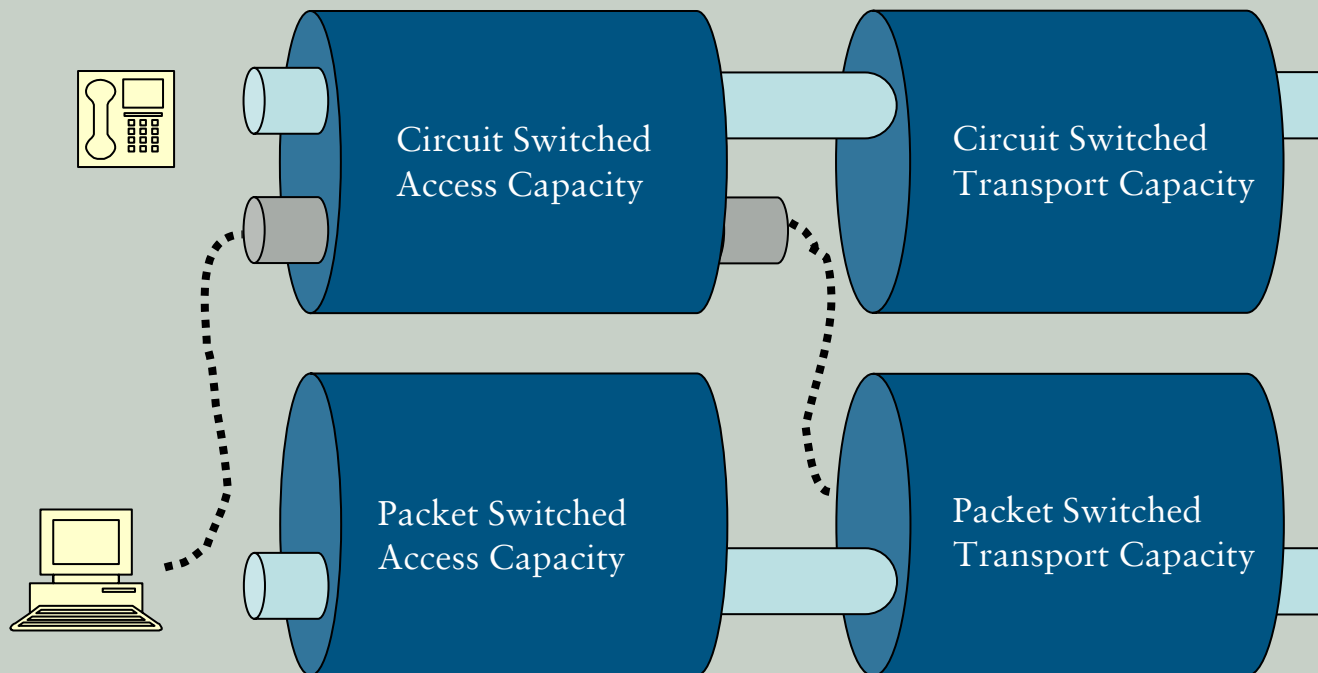 Circuit Switched
Access Capacity
Circuit Switched
Transport Capacity
Packet Switched
Access Capacity
Packet Switched
Transport Capacity